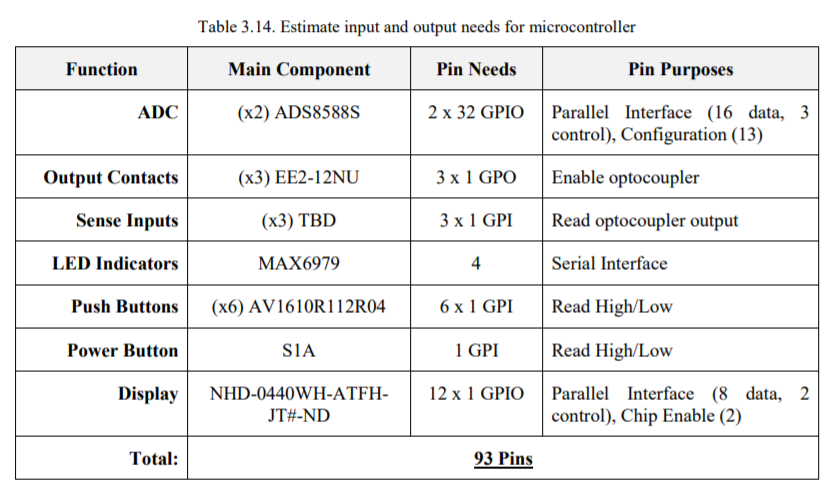 Table 3.14. Estimate input and output needs for microcontroller
Function Main Component Pin Needs Pin Purposes
ADC (x2) ADS8588S 2 x 32 GPIO Parallel Interface (16 data, 3
control), Configuration (13)
Output Contacts (x3) EE2-12NU 3 x 1 GPO Enable optocoupler
Sense Inputs (x3) TBD 3 x 1 GPI Read optocoupler output
LED Indicators MAX6979 4 Serial Interface
Push Buttons (x6) AV1610R112R04 6 x 1 GPI Read High/Low
Power Button S1A 1 GPI Read High/Low
Display NHD-0440WH-ATFH- 12 x 1 GPIO Parallel Interface (8 data, 2
JT#-ND control), Chip Enable (2)
Total: 93 Pins